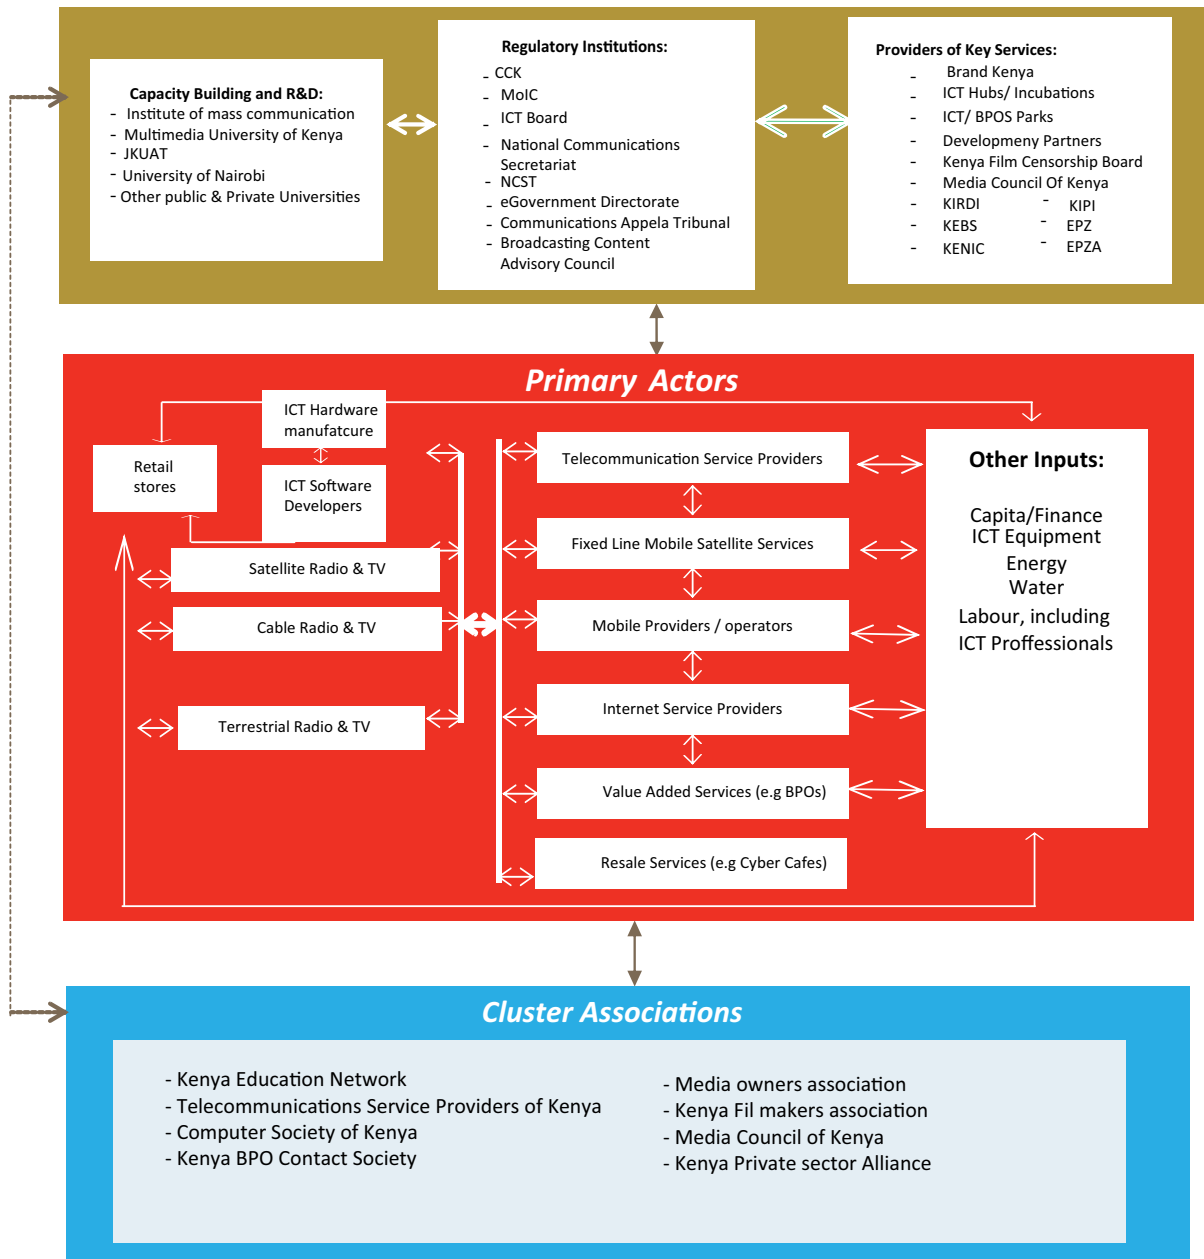 Capacity Building and R&D:
- Institute of mass communication
- Multimedia University of Kenya
- JKUAT
- University of Nairobi
- Other public & Private Universities
Regulatory Institutions:
- CCK
- MoIC
- ICT Board
- National Communications
Secretariat
- NCST
- eGovernment Directorate
- Communications Appela Tribunal
- Broadcasting Content
Advisory Council
Providers of Key Services:
- Brand Kenya
- ICT Hubs/ Incubations
- ICT/ BPOS Parks
- Developmeny Partners
- Kenya Film Censorship Board
- Media Council Of Kenya
- KIRDI - KIPI
- KEBS - EPZ
- KENIC - EPZA
Primary Actors
ICT Hardware
manufatcure
Retail
stores
ICT Software
Developers
Satellite Radio & TV
Cable Radio & TV
Terrestrial Radio & TV
Telecommunication Service Providers
Fixed Line Mobile Satellite Services
Mobile Providers / operators
Internet Service Providers
Value Added Services (e.g BPOs)
Resale Services (e.g Cyber Cafes)
Other Inputs:
Capita/Finance
ICT Equipment
Energy
Water
Labour, including
ICT Proffessionals
Cluster Associations
- Kenya Education Network
- Telecommunications Service Providers of Kenya
- Computer Society of Kenya
- Kenya BPO Contact Society
- Media owners association
- Kenya Fil makers association
- Media Council of Kenya
- Kenya Private sector Alliance